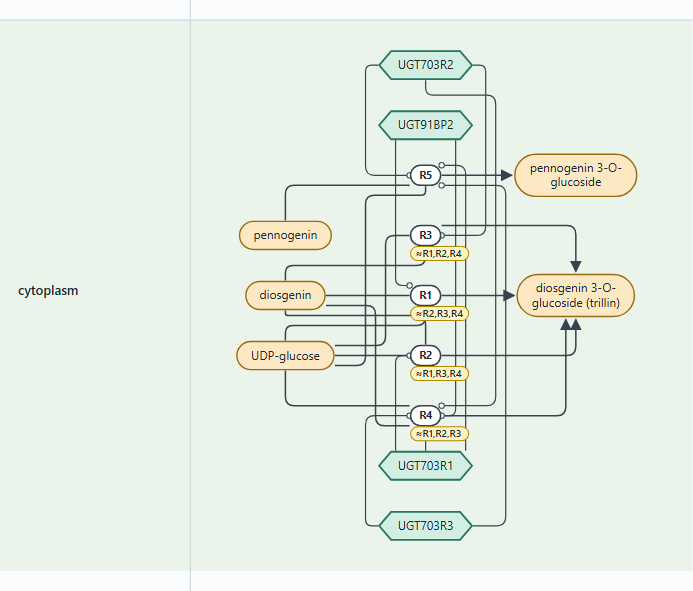 UGT703R2
UGT91BP2
R5
pennogenin 3-O-
glucoside
pennogenin
R3
≈R1,R2,R4
cytoplasm
diosgenin
R1
≈R2,R3,R4
diosgenin 3-O-
glucoside (trillin)
UDP-glucose
R2
≈R1,R3,R4
R4
≈R1,R2,R3
UGT703R1
UGT703R3